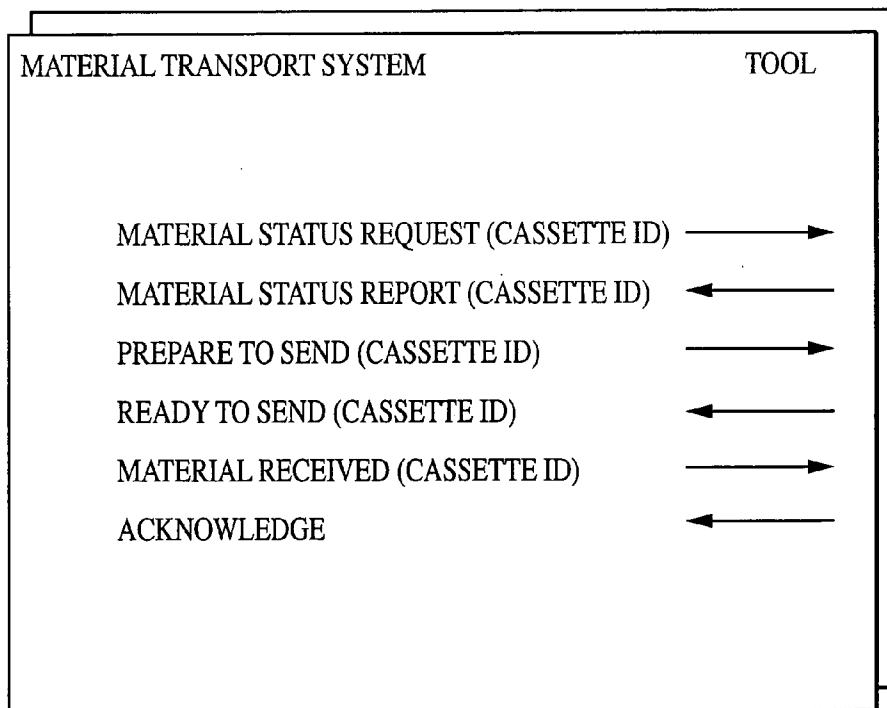 MATERIAL TRANSPORT SYSTEM TOOL
MATERIAL STATUS REQUEST (CASSETTE ID)
MATERIAL STATUS REPORT (CASSETTE ID)
PREPARE TO SEND (CASSETTE ID)
READY TO SEND (CASSETTE ID)
MATERIAL RECEIVED (CASSETTE ID)
ACKNOWLEDGE